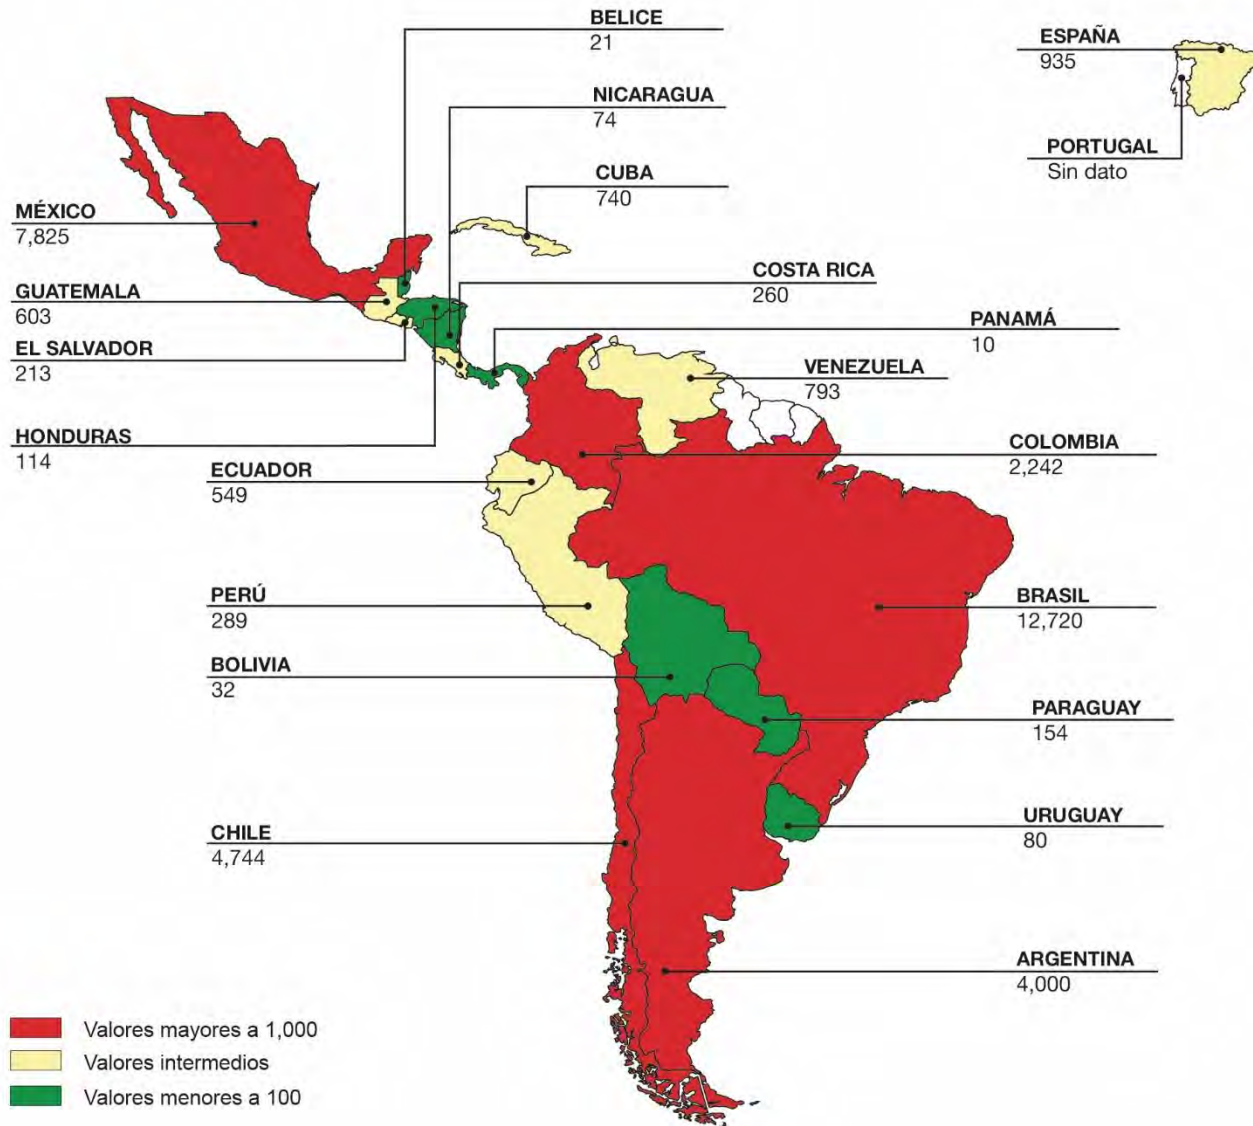 BELICE
21
ESPAÑA
935
NICARAGUA
74
PORTUGAL
Sin dato
CUBA
740
MÉXICO
7,825
COSTA RICA
260
GUATEMALA
603
PANAMÁ
10
EL SALVADOR
213
VENEZUELA
793
HONDURAS
114
COLOMBIA
2,242
ECUADOR
549
PERÚ
289
BRASIL
12,720
BOLIVIA
32
PARAGUAY
154
CHILE
4,744
URUGUAY
80
ARGENTINA
4,000
Valores mayores a 1,000
Valores intermedios
Valores menores a 100